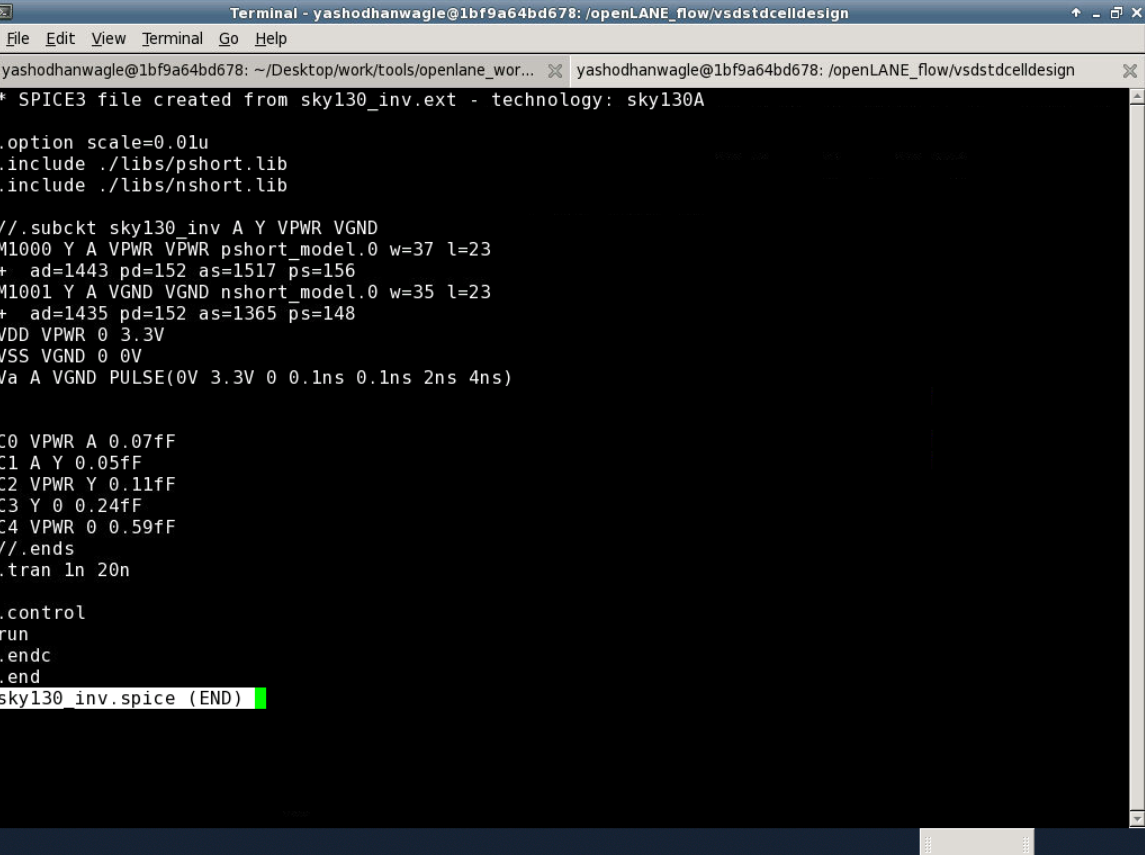 Terminal - yashodhanwagle@1bf9a64bd678: /openLANE_flow/vsdstdcelldesign
File Edit View Terminal Go Help
yashodhanwagle@1bf9a64bd678: ~/Desktop/work/tools/openlane_wor... yashodhanwagle@1bf9a64bd678: /openLANE_flow/vsdstdcelldesign
* SPICE3 file created from sky130_inv.ext - technology: sky130A
.option scale=0.01u
.include ./libs/pshort.lib
.include ./libs/nshort.lib
//.subckt sky130_inv A Y VPWR VGND
M1000 Y A VPWR VPWR pshort_model.0 w=37 l=23
+ ad=1443 pd=152 as=1517 ps=156
M1001 Y A VGND VGND nshort_model.0 w=35 l=23
+ ad=1435 pd=152 as=1365 ps=148
VDD VPWR 0 3.3V
VSS VGND 0 0V
Va A VGND PULSE(0V 3.3V 0 0.1ns 0.1ns 2ns 4ns)
C0 VPWR A 0.07fF
C1 A Y 0.05fF
C2 VPWR Y 0.11fF
C3 Y 0 0.24fF
C4 VPWR 0 0.59fF
//.ends
.tran 1n 20n
.control
run
.endc
.end
sky130_inv.spice (END)